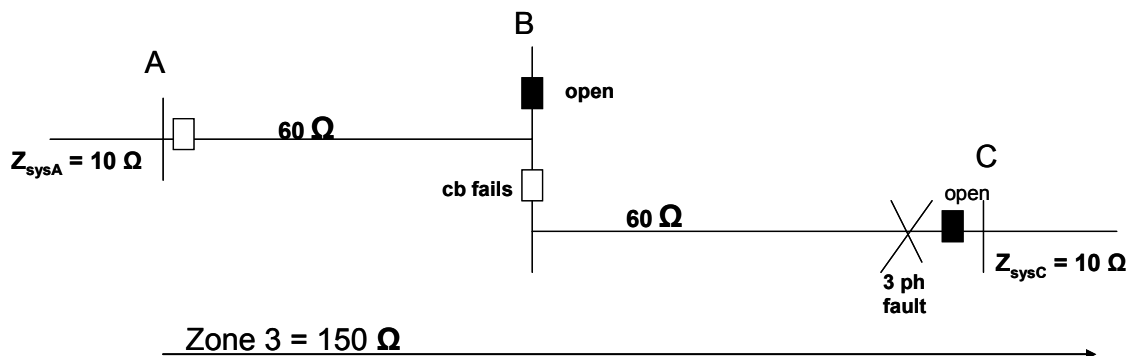 B
A
open
60 Ω
Z_sysA = 10 Ω
C
cb fails
open
60 Ω
Z_sysC = 10 Ω
3 ph
fault
Zone 3 = 150 Ω